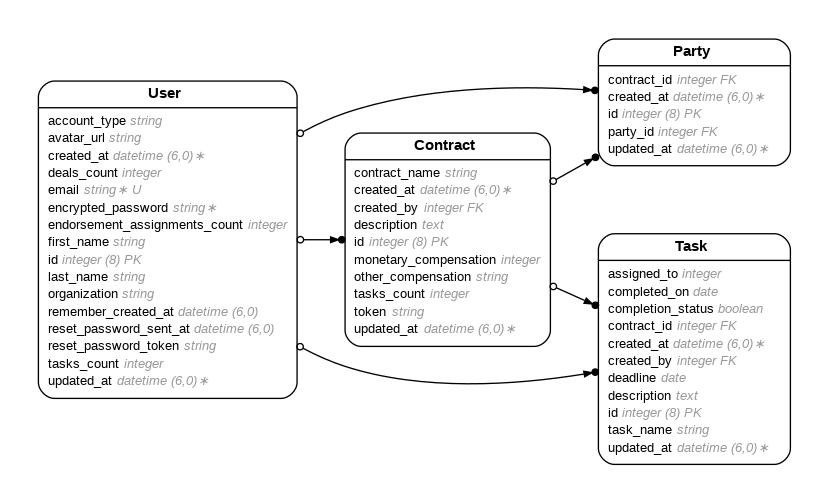 User
account_type string
avatar_url string
created_at datetime (6,0) ∗
deals_count integer
email string ∗ U
encrypted_password string ∗
endorsement_assignments_count integer
first_name string
id integer (8) PK
last_name string
organization string
remember_created_at datetime (6,0)
reset_password_sent_at datetime (6,0)
reset_password_token string
tasks_count integer
updated_at datetime (6,0) ∗
Contract
contract_name string
created_at datetime (6,0) ∗
created_by integer FK
description text
id integer (8) PK
monetary_compensation integer
other_compensation string
tasks_count integer
token string
updated_at datetime (6,0) ∗
Party
contract_id integer FK
created_at datetime (6,0) ∗
id integer (8) PK
party_id integer FK
updated_at datetime (6,0) ∗
Task
assigned_to integer
completed_on date
completion_status boolean
contract_id integer FK
created_at datetime (6,0) ∗
created_by integer FK
deadline date
description text
id integer (8) PK
task_name string
updated_at datetime (6,0) ∗